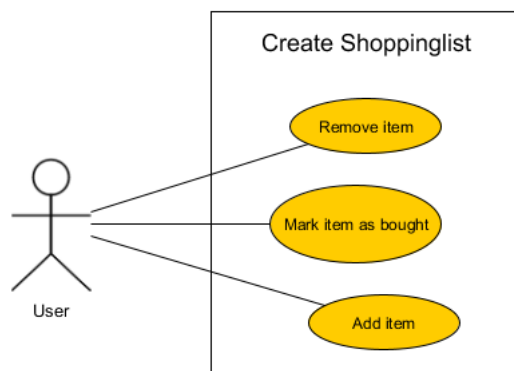 Create Shoppinglist
Remove item
Mark item as bought
Add item
User